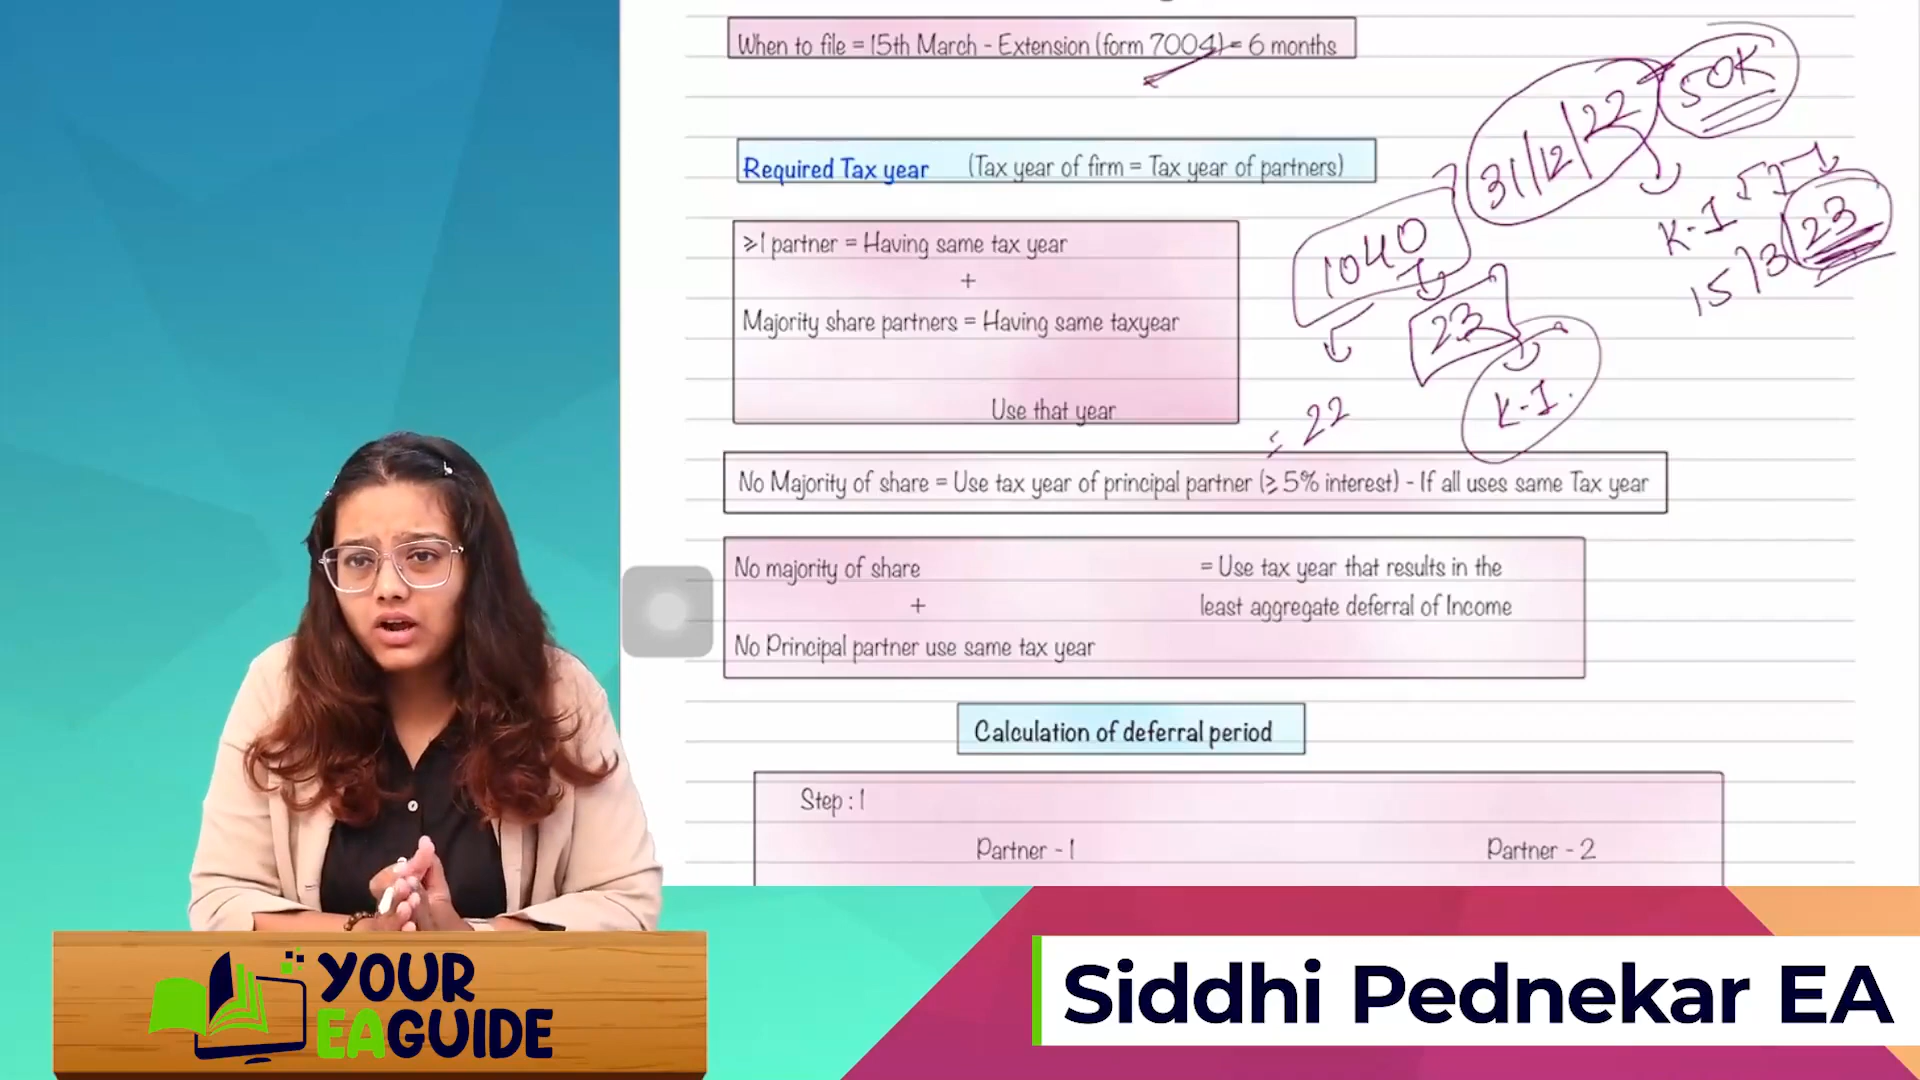 When to file = 15th March - Extension (form 7004) = 6 months
50K
31/12/22
Required Tax year (Tax year of firm = Tax year of partners)
K-1
15/3/23
1040
≥1 partner = Having same tax year
+
Majority share partners = Having same taxyear
23
K-1.
Use that year
= 22
No Majority of share = Use tax year of principal partner (≥ 5% interest) - If all uses same Tax year
No majority of share = Use tax year that results in the
+ least aggregate deferral of Income
No Principal partner use same tax year
Calculation of deferral period
Step : 1
Partner - 1 Partner - 2
YOUR
EAGUIDE
Siddhi Pednekar EA